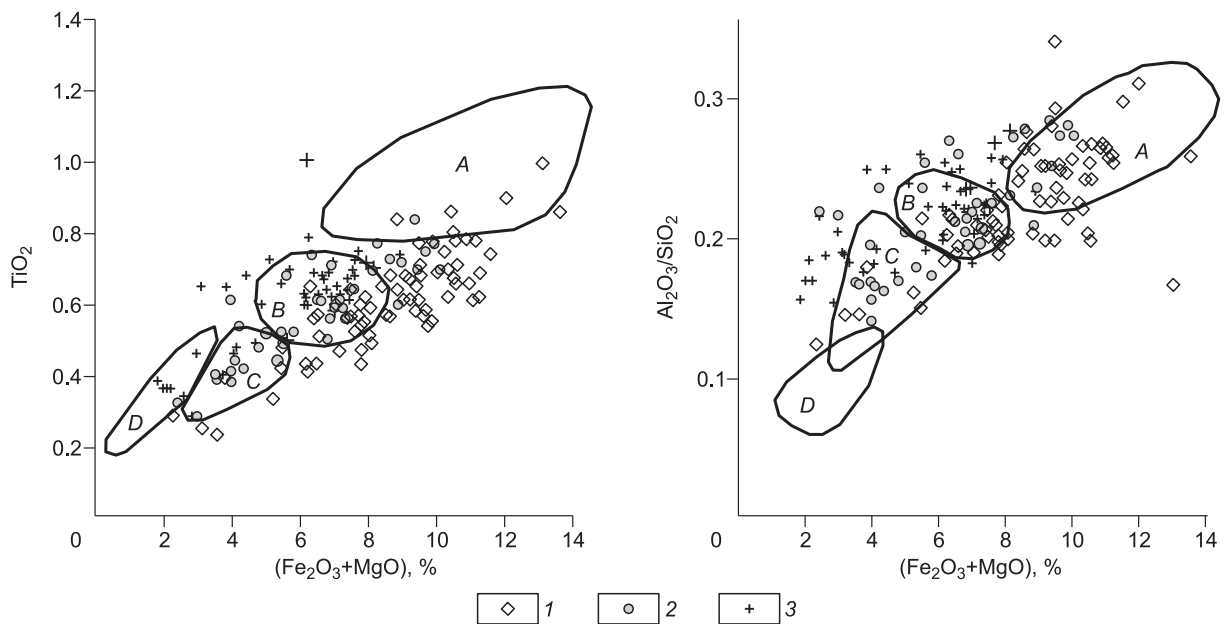 1.4
1.2
1.0
0.8
0.6
0.4
0.2
TiO₂
A
B
C
D
0 2 4 6 8 10 12 14
(Fe₂O₃+MgO), %
0.3
0.2
0.1
Al₂O₃/SiO₂
A
B
C
D
0 2 4 6 8 10 12 14
(Fe₂O₃+MgO), %
1 2 3